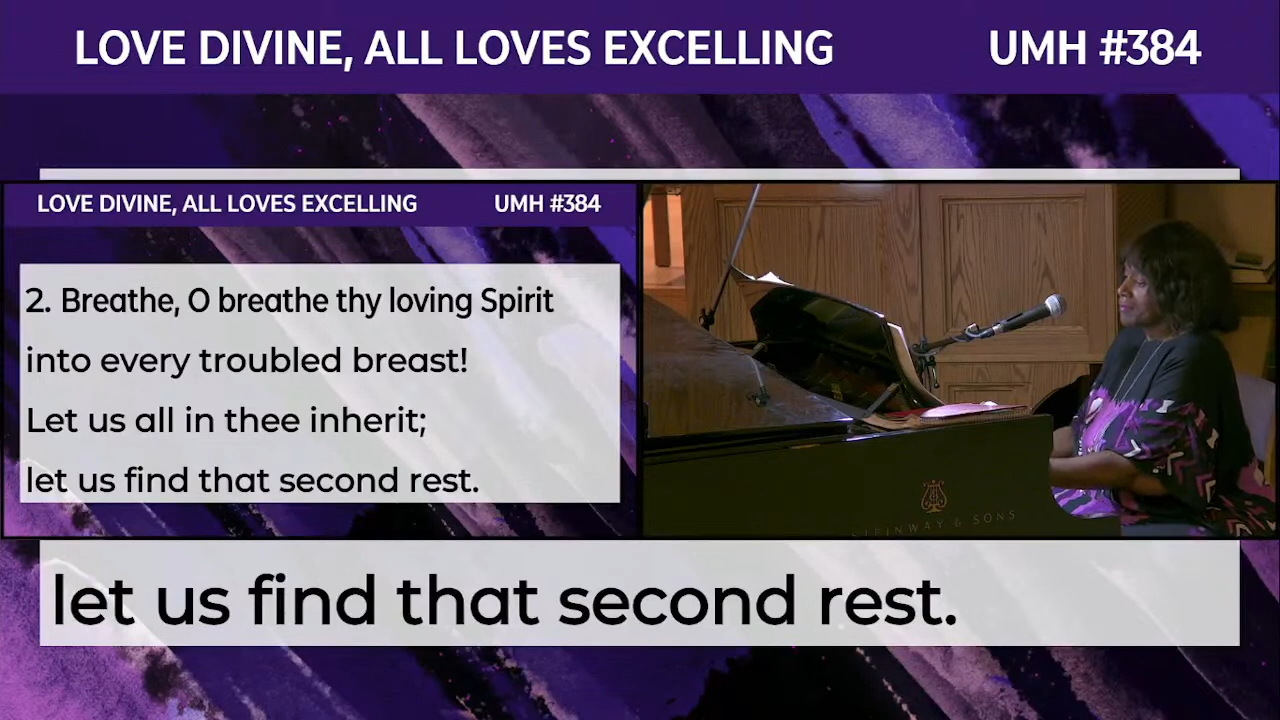 LOVE DIVINE, ALL LOVES EXCELLING UMH #384
LOVE DIVINE, ALL LOVES EXCELLING UMH #384
2. Breathe, O breathe thy loving Spirit
into every troubled breast!
Let us all in thee inherit;
let us find that second rest.
STEINWAY & SONS
let us find that second rest.